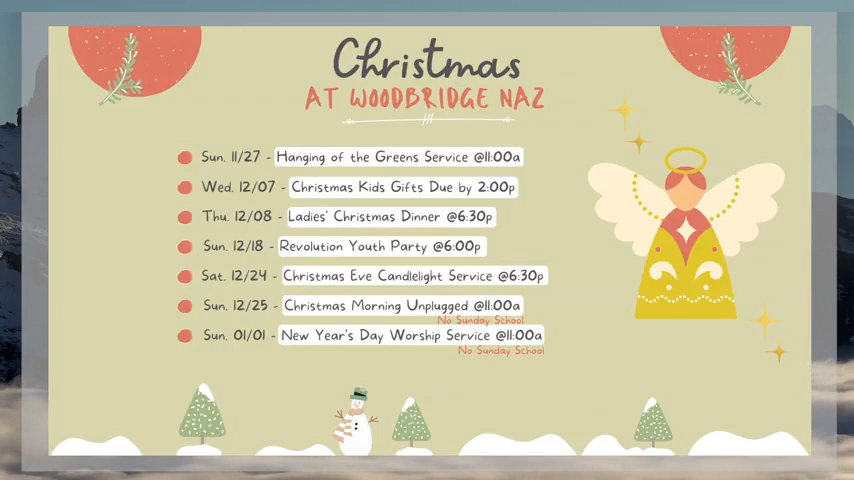 Christmas
AT WOODBRIDGE NAZ
Sun. 11/27 - Hanging of the Greens Service @11:00a
Wed. 12/07 - Christmas Kids Gifts Due by 2:00p
Thu. 12/08 - Ladies' Christmas Dinner @6:30p
Sun. 12/18 - Revolution Youth Party @6:00p
Sat. 12/24 - Christmas Eve Candlelight Service @6:30p
Sun. 12/25 - Christmas Morning Unplugged @11:00a
No Sunday School
Sun. 01/01 - New Year's Day Worship Service @11:00a
No Sunday School